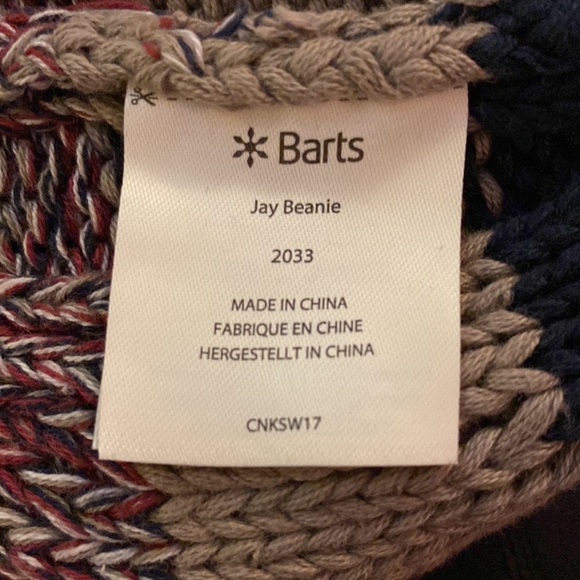 Barts
Jay Beanie
2033
MADE IN CHINA
FABRIQUE EN CHINE
HERGESTELLT IN CHINA
CNKSW17